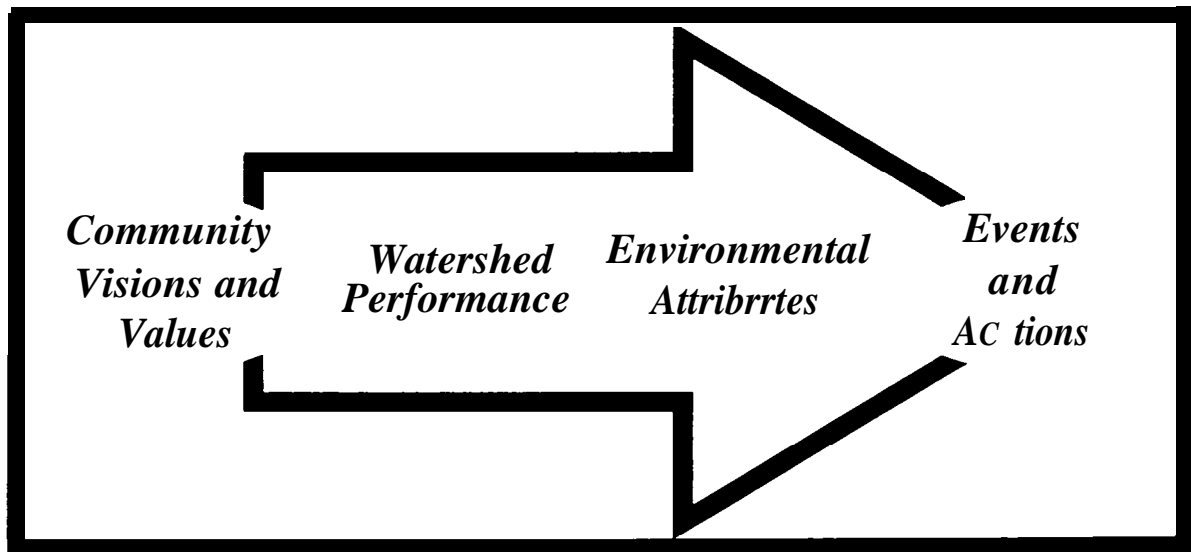 Community
Visions and
Values
Watershed
Performance
Environmental
Attribrrtes
Events
and
AC tions